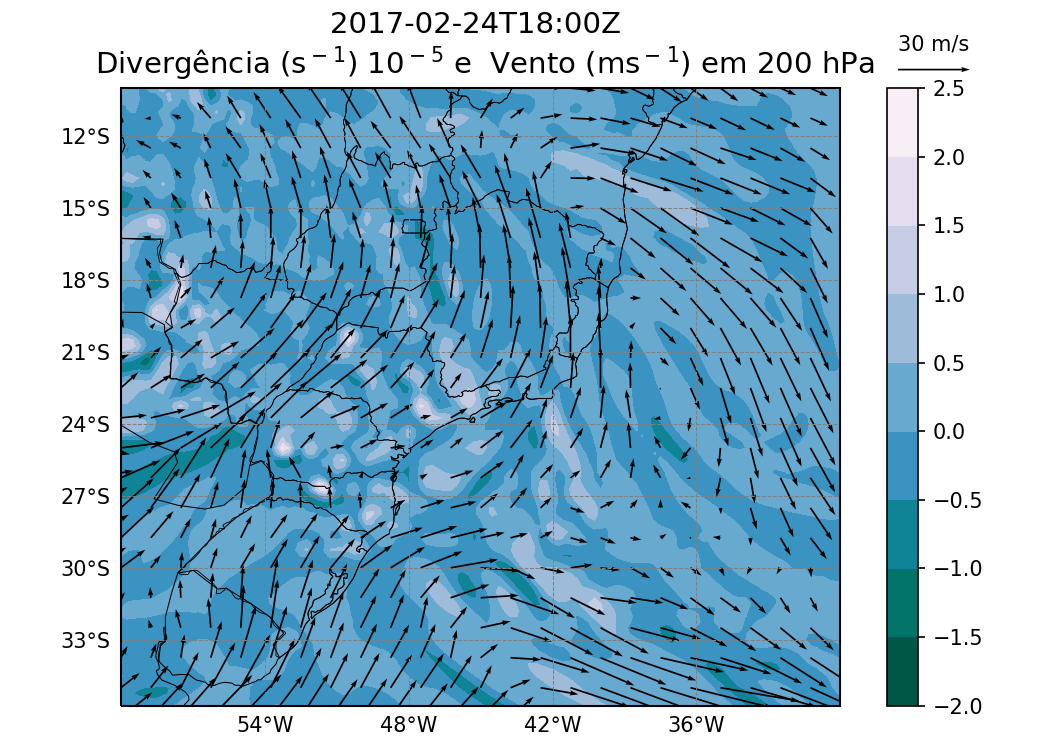 2017-02-24T18:00Z
Divergência (s⁻¹) 10⁻⁵ e Vento (ms⁻¹) em 200 hPa
30 m/s
12°S
15°S
18°S
21°S
24°S
27°S
30°S
33°S
54°W
48°W
42°W
36°W
2.5
2.0
1.5
1.0
0.5
0.0
−0.5
−1.0
−1.5
−2.0